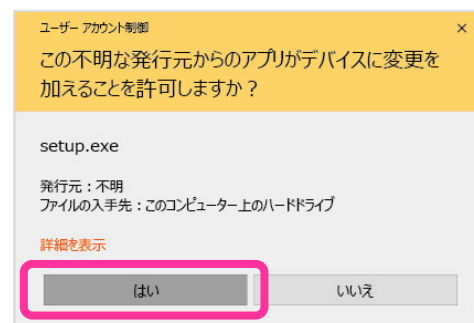 ユーザー アカウント制御
×
この不明な発行元からのアプリがデバイスに変更を
加えることを許可しますか？
setup.exe
発行元：不明
ファイルの入手先：このコンピューター上のハードドライブ
詳細を表示
はい
いいえ